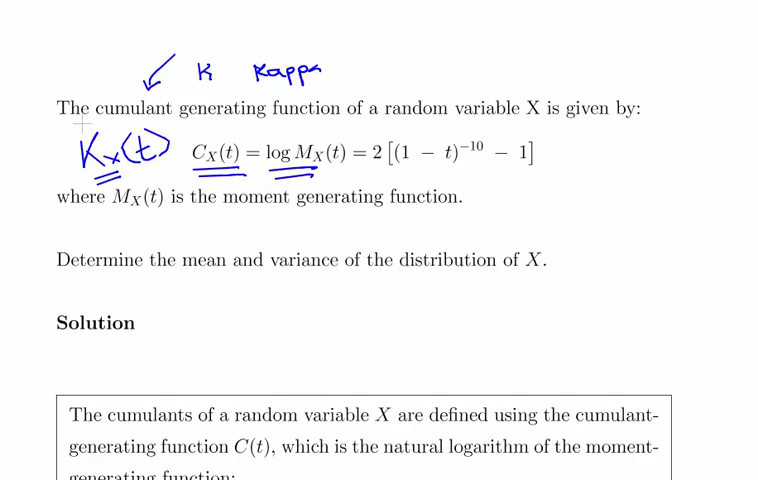 K Kappa
The cumulant generating function of a random variable X is given by:
K_X(t) C_X(t) = log M_X(t) = 2 [(1 − t)^{−10} − 1]
where M_X(t) is the moment generating function.
Determine the mean and variance of the distribution of X.
Solution
The cumulants of a random variable X are defined using the cumulant-
generating function C(t), which is the natural logarithm of the moment-
generating function: